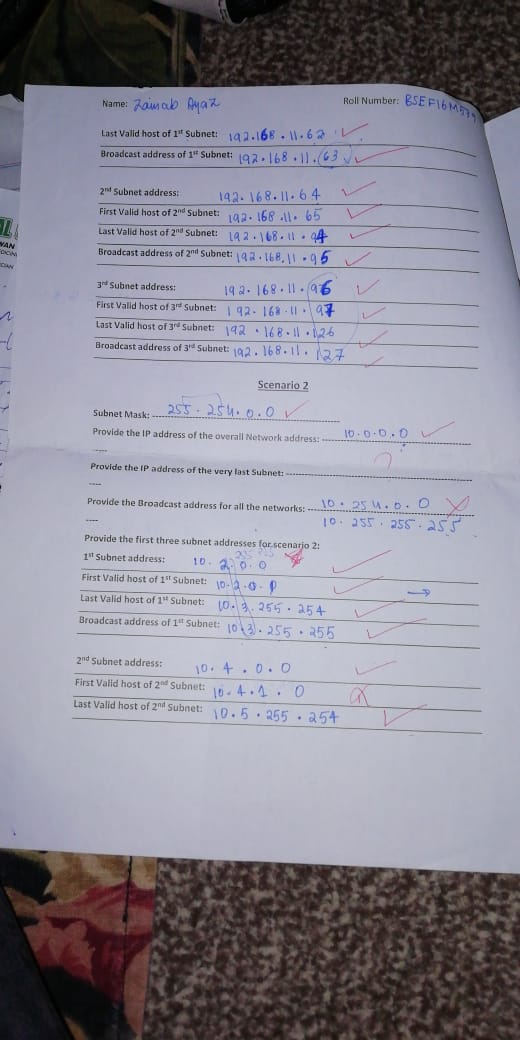 Name: Zainab Ayaz Roll Number: BSEF16M539
Last Valid host of 1st Subnet: 192.168.11.62
Broadcast address of 1st Subnet: 192.168.11.63
2nd Subnet address: 192.168.11.64
First Valid host of 2nd Subnet: 192.168.11.65
Last Valid host of 2nd Subnet: 192.168.11.94
Broadcast address of 2nd Subnet: 192.168.11.95
3rd Subnet address: 192.168.11.96
First Valid host of 3rd Subnet: 192.168.11.97
Last Valid host of 3rd Subnet: 192.168.11.126
Broadcast address of 3rd Subnet: 192.168.11.127
Scenario 2
Subnet Mask: 255.254.0.0
Provide the IP address of the overall Network address: 10.0.0.0
----
?
Provide the IP address of the very last Subnet:
----
Provide the Broadcast address for all the networks: 10.254.0.0
10.255.255.255
----
Provide the first three subnet addresses for scenario 2:
1st Subnet address: 10.2.0.0
First Valid host of 1st Subnet: 10.2.0.1
Last Valid host of 1st Subnet: 10.3.255.254
Broadcast address of 1st Subnet: 10.3.255.255
2nd Subnet address: 10.4.0.0
First Valid host of 2nd Subnet: 10.4.1.0
Last Valid host of 2nd Subnet: 10.5.255.254